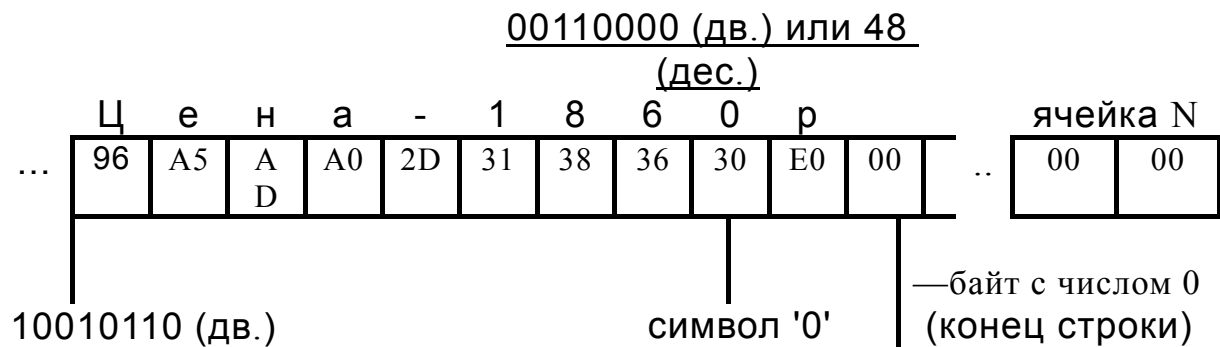 00110000 (дв.) или 48
(дес.)
Ц е н а - 1 8 6 0 р ячейка N
... 96 A5 A A0 2D 31 38 36 30 E0 00 .. 00 00
D
—байт с числом 0
10010110 (дв.) символ '0' (конец строки)